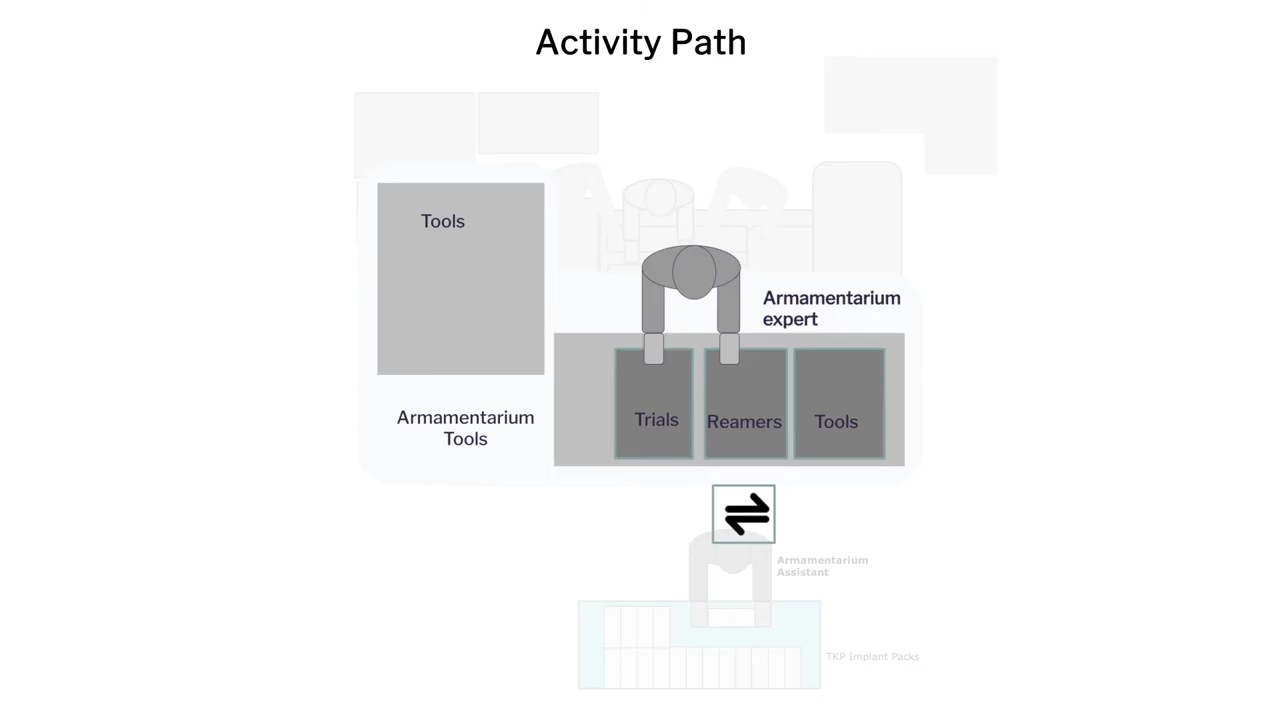 Activity Path
Tools
Armamentarium
expert
Armamentarium
Tools
Trials
Reamers
Tools
Armamentarium
Assistant
TKP Implant Packs